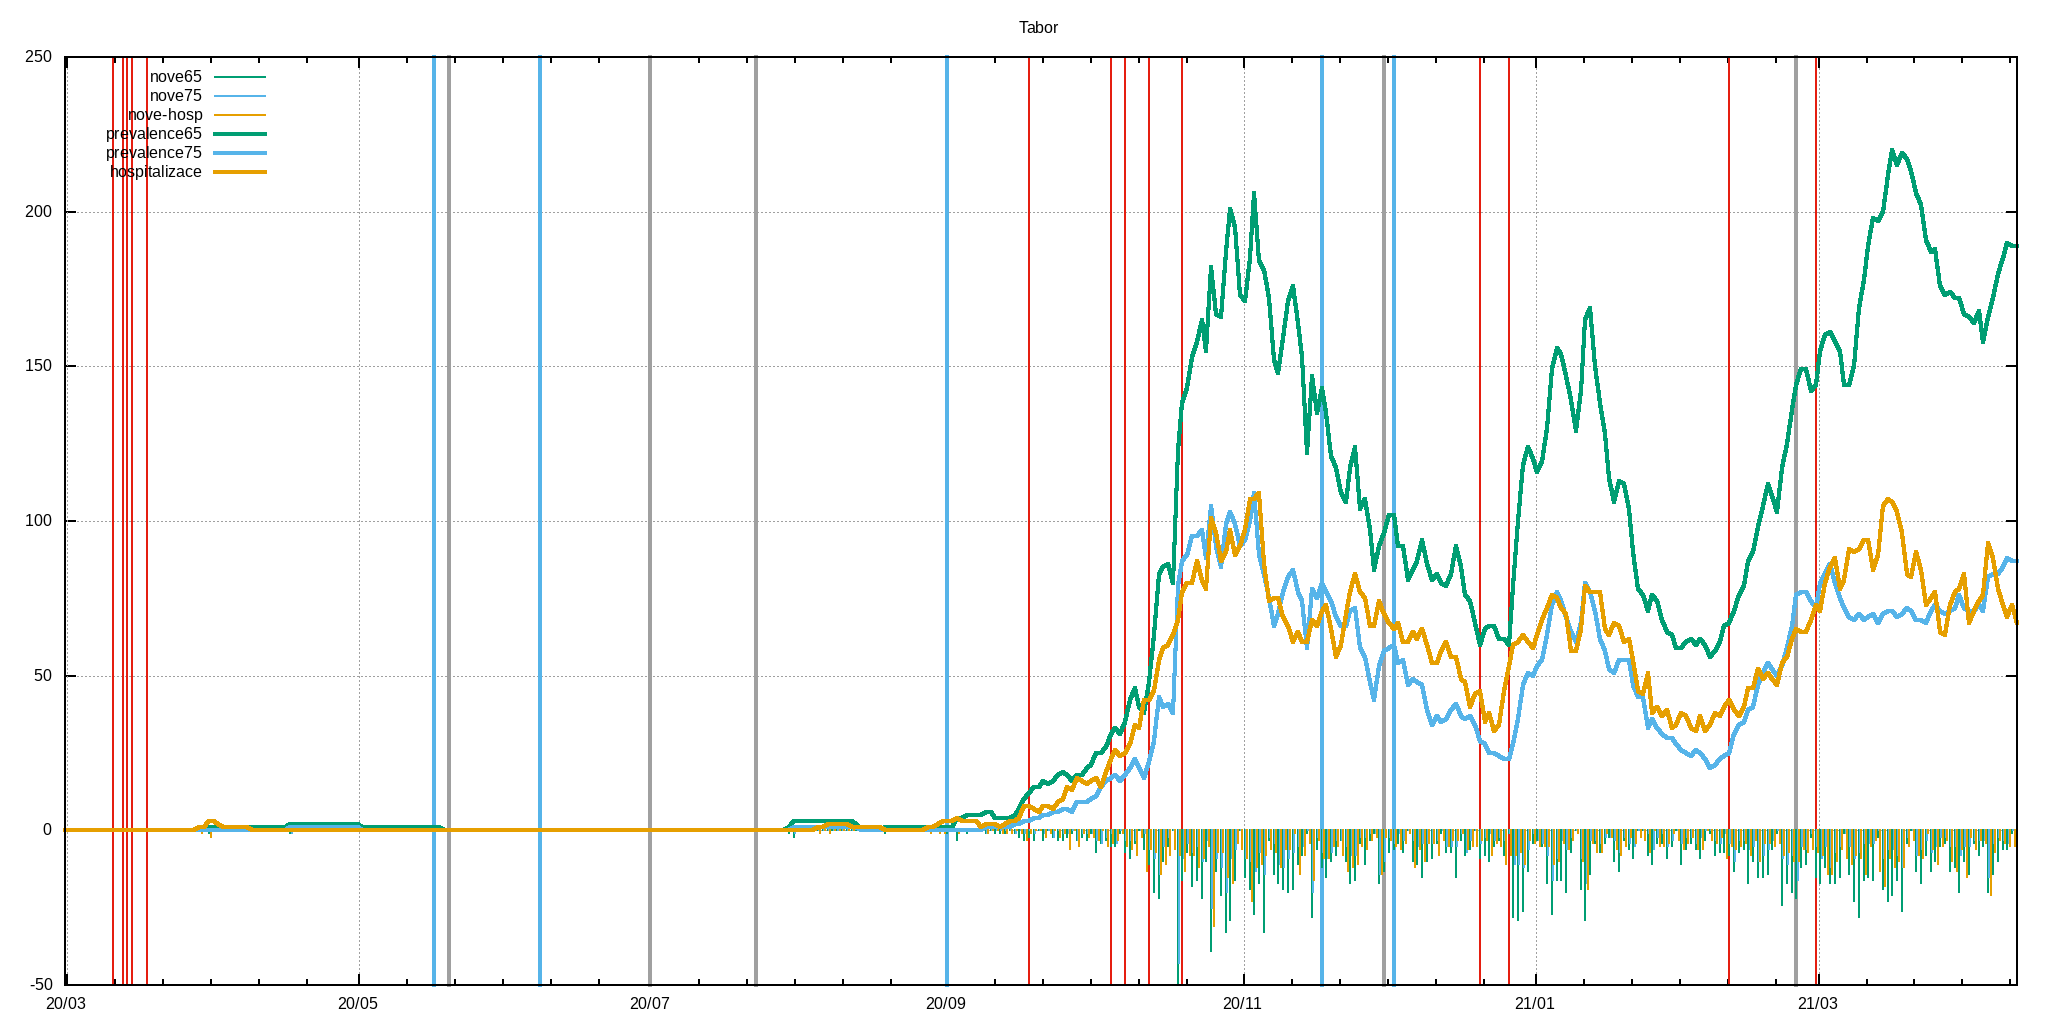 Tabor
250
200
150
100
50
0
-50
nove65
nove75
nove-hosp
prevalence65
prevalence75
hospitalizace
20/03 20/05 20/07 20/09 20/11 21/01 21/03